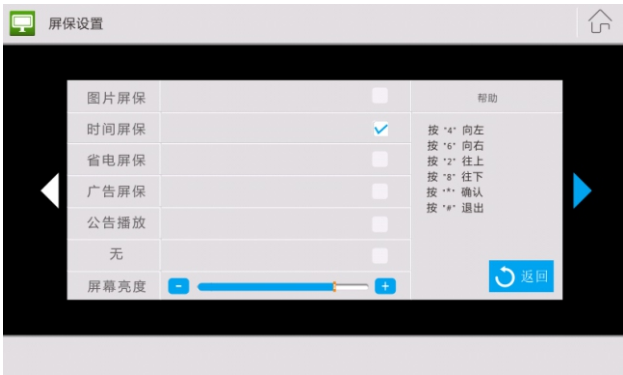 屏保设置
图片屏保
时间屏保
省电屏保
广告屏保
公告播放
无
屏幕亮度
- +
帮助
按 "4" 向左
按 "6" 向右
按 "2" 往上
按 "8" 往下
按 "*" 确认
按 "#" 退出
返回